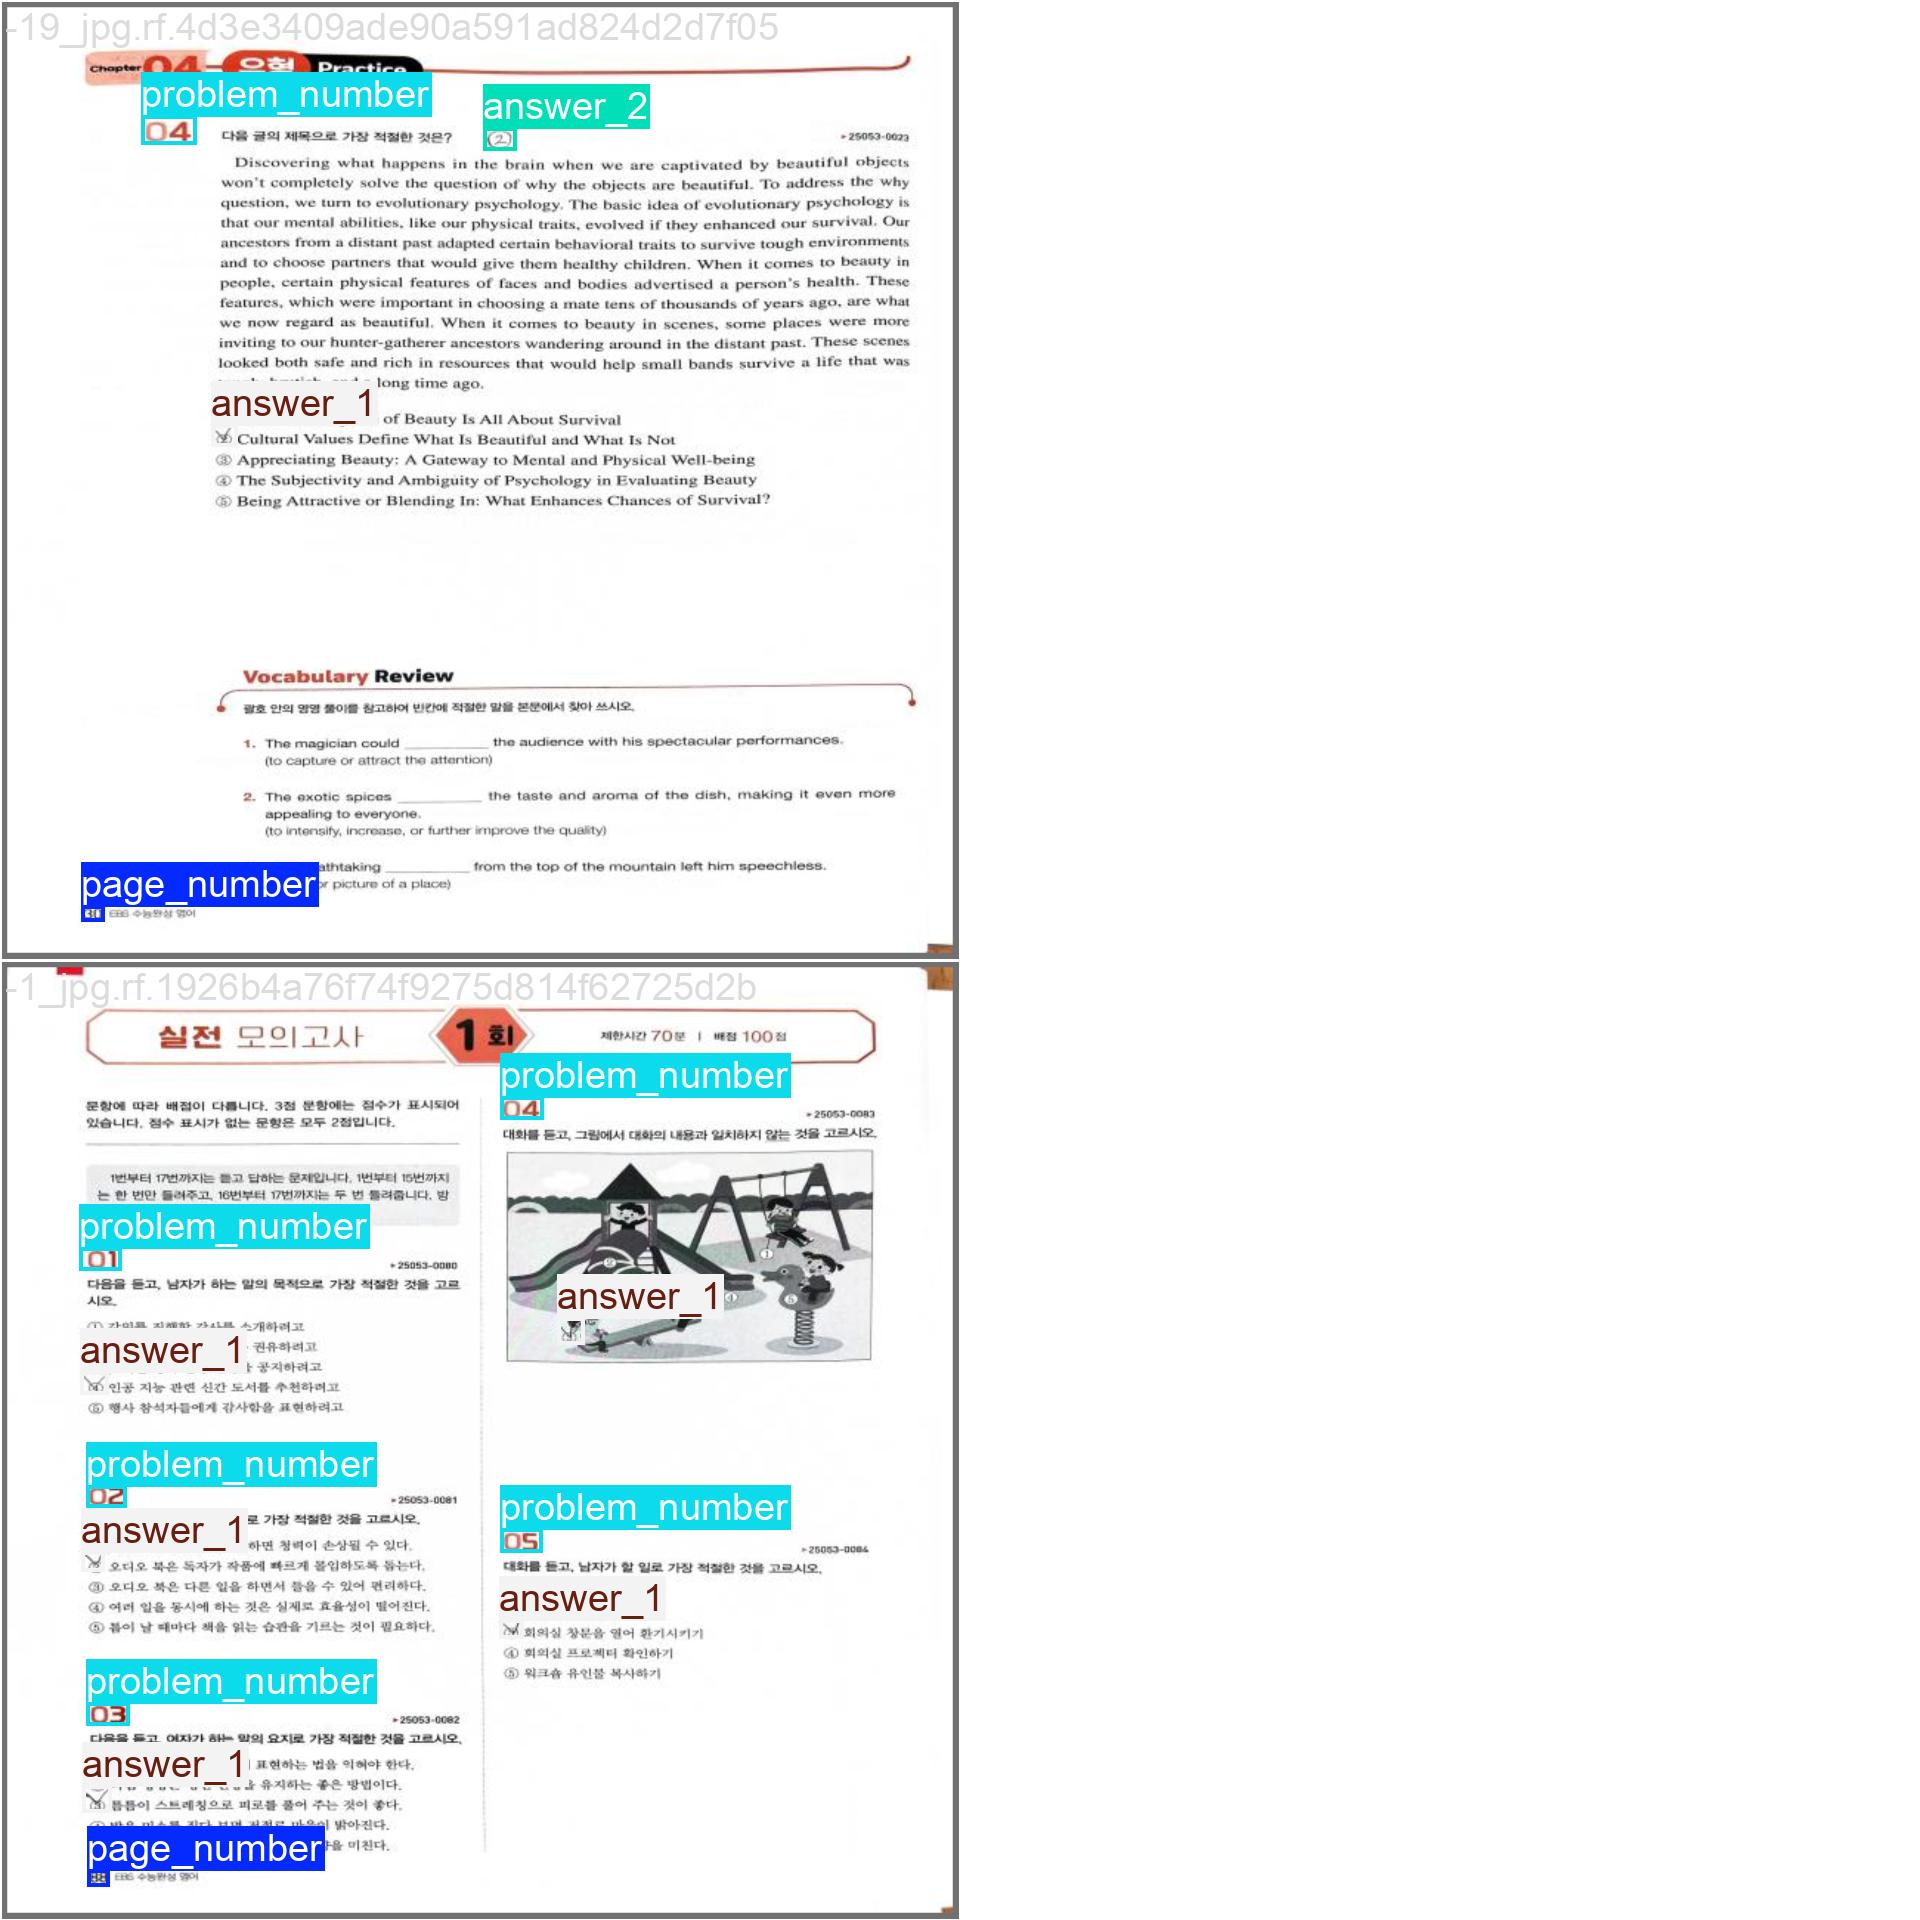 -19_jpg.rf.4d3e3409ade90a591ad824d2d7f05
Chapter 04 유형 Practice
problem_number
answer_2
04 다음 글의 제목으로 가장 적절한 것은? (2) ▸25053-0023
Discovering what happens in the brain when we are captivated by beautiful objects
won't completely solve the question of why the objects are beautiful. To address the why
question, we turn to evolutionary psychology. The basic idea of evolutionary psychology is
that our mental abilities, like our physical traits, evolved if they enhanced our survival. Our
ancestors from a distant past adapted certain behavioral traits to survive tough environments
and to choose partners that would give them healthy children. When it comes to beauty in
people, certain physical features of faces and bodies advertised a person's health. These
features, which were important in choosing a mate tens of thousands of years ago, are what
we now regard as beautiful. When it comes to beauty in scenes, some places were more
inviting to our hunter-gatherer ancestors wandering around in the distant past. These scenes
looked both safe and rich in resources that would help small bands survive a life that was
long time ago.
answer_1
of Beauty Is All About Survival
Cultural Values Define What Is Beautiful and What Is Not
③ Appreciating Beauty: A Gateway to Mental and Physical Well-being
④ The Subjectivity and Ambiguity of Psychology in Evaluating Beauty
⑤ Being Attractive or Blending In: What Enhances Chances of Survival?
Vocabulary Review
괄호 안의 영영 풀이를 참고하여 빈칸에 적절한 말을 본문에서 찾아 쓰시오.
1. The magician could __________ the audience with his spectacular performances.
(to capture or attract the attention)
2. The exotic spices __________ the taste and aroma of the dish, making it even more
appealing to everyone.
(to intensify, increase, or further improve the quality)
athtaking __________ from the top of the mountain left him speechless.
or picture of a place)
page_number
30 EBS 수능완성 영어
-1_jpg.rf.1926b4a76f74f9275d814f62725d2b
실전 모의고사 1회 제한시간 70분 | 배점 100점
문항에 따라 배점이 다릅니다. 3점 문항에는 점수가 표시되어
있습니다. 점수 표시가 없는 문항은 모두 2점입니다.
1번부터 17번까지는 듣고 답하는 문제입니다. 1번부터 15번까지
는 한 번만 들려주고, 16번부터 17번까지는 두 번 들려줍니다. 방
problem_number
01 ▸25053-0080
다음을 듣고, 남자가 하는 말의 목적으로 가장 적절한 것을 고르
시오.
① 강의를 진행할 강사를 소개하려고
answer_1
권유하려고
공지하려고
인공 지능 관련 신간 도서를 추천하려고
⑤ 행사 참석자들에게 감사함을 표현하려고
problem_number
02 ▸25053-0081
answer_1
로 가장 적절한 것을 고르시오.
하면 청력이 손상될 수 있다.
오디오 북은 독자가 작품에 빠르게 몰입하도록 돕는다.
③ 오디오 북은 다른 일을 하면서 들을 수 있어 편리하다.
④ 여러 일을 동시에 하는 것은 실제로 효율성이 떨어진다.
⑤ 틈이 날 때마다 책을 읽는 습관을 기르는 것이 필요하다.
problem_number
03 ▸25053-0082
다음을 듣고, 여자가 하는 말의 요지로 가장 적절한 것을 고르시오.
answer_1
표현하는 법을 익혀야 한다.
유지하는 좋은 방법이다.
틈틈이 스트레칭으로 피로를 풀어 주는 것이 좋다.
밝은 미소를 짓다 보면 저절로 마음이 밝아진다.
을 미친다.
page_number
EBS 수능완성 영어
problem_number
04 ▸25053-0083
대화를 듣고, 그림에서 대화의 내용과 일치하지 않는 것을 고르시오.
①
②
answer_1
④
⑤
problem_number
05 ▸25053-0084
대화를 듣고, 남자가 할 일로 가장 적절한 것을 고르시오.
answer_1
회의실 창문을 열어 환기시키기
④ 회의실 프로젝터 확인하기
⑤ 워크숍 유인물 복사하기